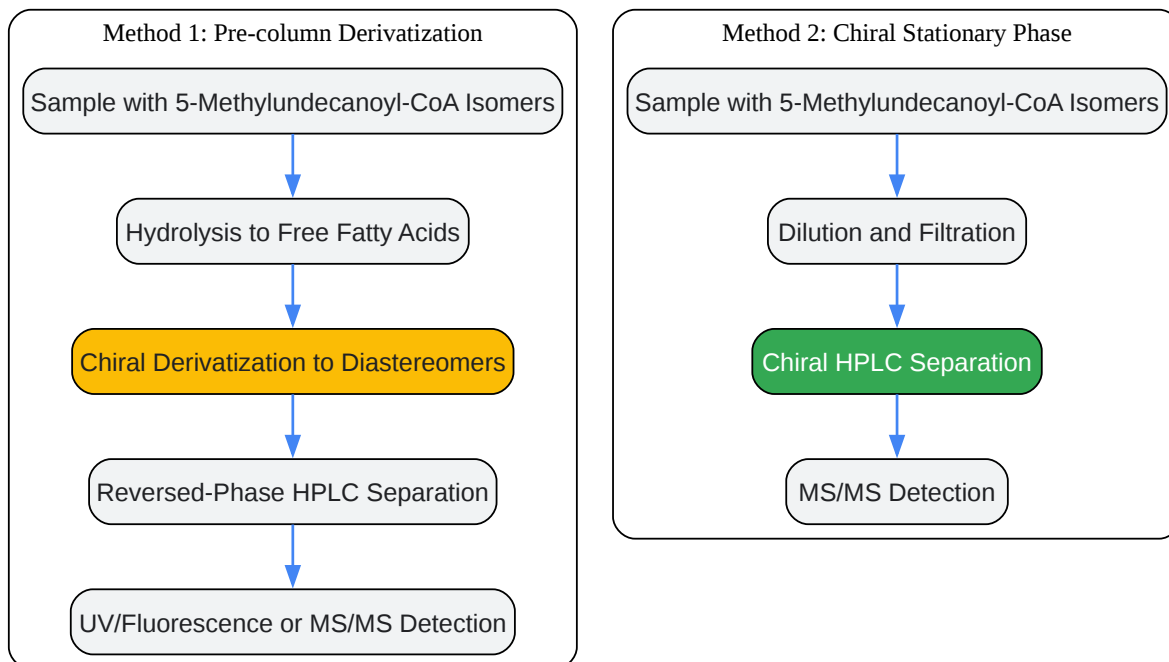 Method 1: Pre-column Derivatization
Sample with 5-Methylundecanoyl-CoA Isomers
Hydrolysis to Free Fatty Acids
Chiral Derivatization to Diastereomers
Reversed-Phase HPLC Separation
UV/Fluorescence or MS/MS Detection
Method 2: Chiral Stationary Phase
Sample with 5-Methylundecanoyl-CoA Isomers
Dilution and Filtration
Chiral HPLC Separation
MS/MS Detection